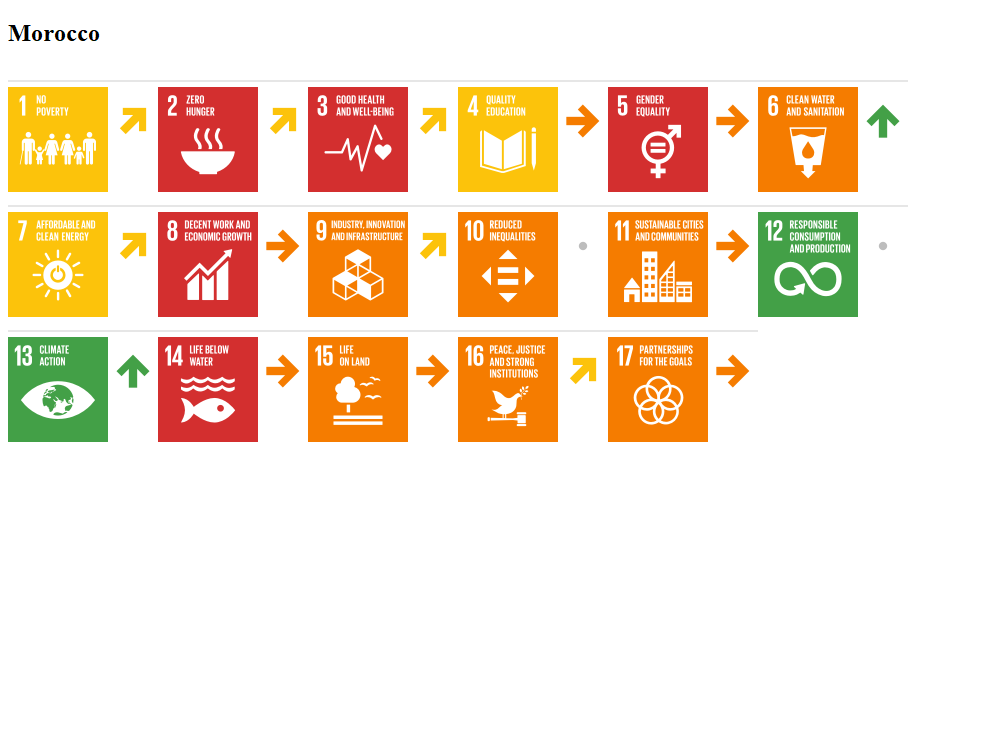 Morocco
1 NO
POVERTY
2 ZERO
HUNGER
3 GOOD HEALTH
AND WELL-BEING
4 QUALITY
EDUCATION
5 GENDER
EQUALITY
6 CLEAN WATER
AND SANITATION
7 AFFORDABLE AND
CLEAN ENERGY
8 DECENT WORK AND
ECONOMIC GROWTH
9 INDUSTRY, INNOVATION
AND INFRASTRUCTURE
10 REDUCED
INEQUALITIES
11 SUSTAINABLE CITIES
AND COMMUNITIES
12 RESPONSIBLE
CONSUMPTION
AND PRODUCTION
13 CLIMATE
ACTION
14 LIFE BELOW
WATER
15 LIFE
ON LAND
16 PEACE, JUSTICE
AND STRONG
INSTITUTIONS
17 PARTNERSHIPS
FOR THE GOALS